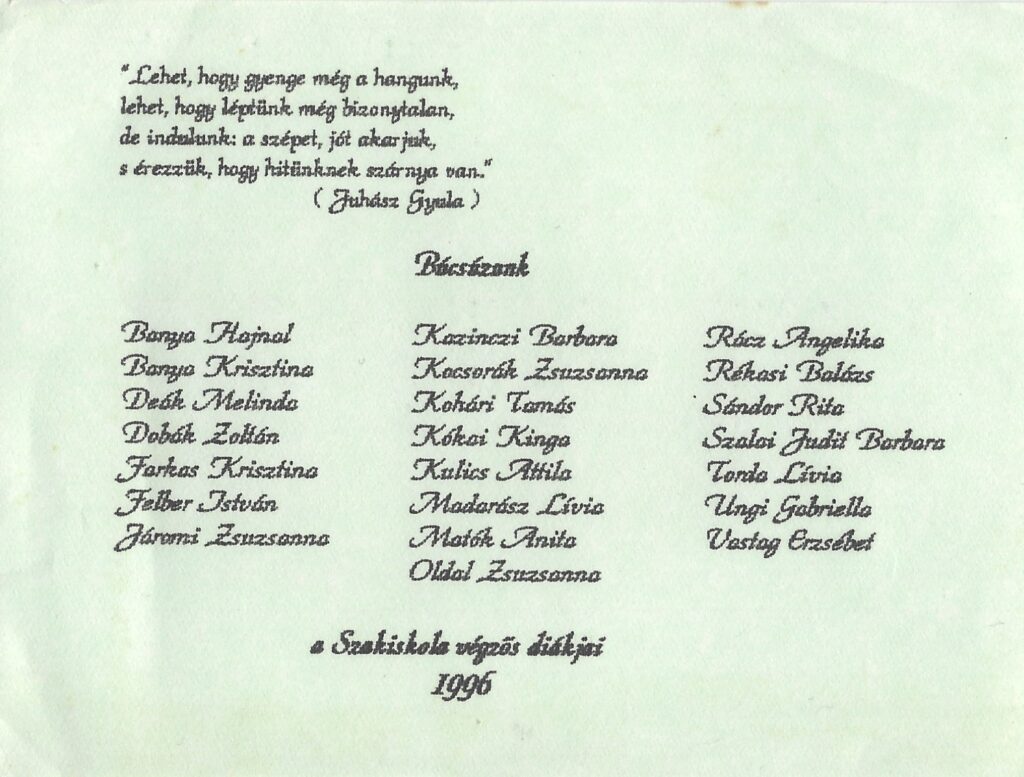 "Lehet, hogy gyenge még a hangunk,
lehet, hogy léptünk még bizonytalan,
de indulunk: a szépet, jót akarjuk,
s érezzük, hogy hitünknek szárnya van."
( Juhász Gyula )
Búcsúzunk
Banya Hajnal
Banya Krisztina
Deák Melinda
Dobák Zoltán
Farkas Krisztina
Felber István
Járomi Zsuzsanna
Kazinczi Barbara
Kocsorák Zsuzsanna
Kohári Tamás
Kókai Kinga
Kulics Attila
Madarász Lívia
Matók Anita
Oldal Zsuzsanna
Rácz Angelika
Rékasi Balázs
Sándor Rita
Szalai Judit Barbara
Torda Lívia
Ungi Gabriella
Vastag Erzsébet
a Szakiskola végzős diákjai
1996